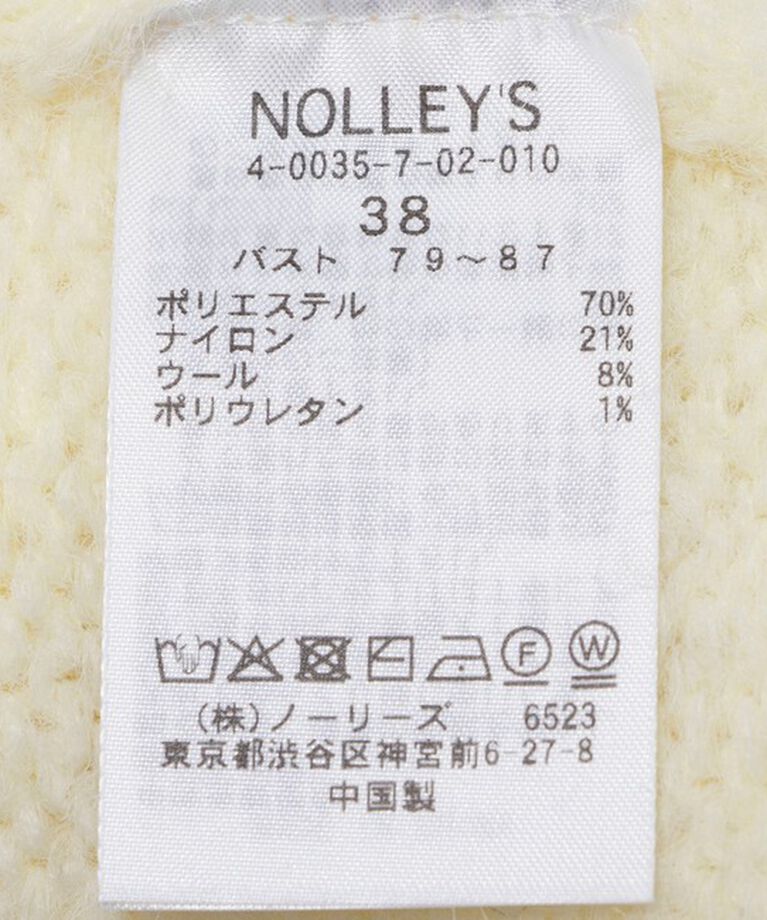 NOLLEY'S
4-0035-7-02-010
38
バスト 79～87
ポリエステル 70%
ナイロン 21%
ウール 8%
ポリウレタン 1%
F W
(株)ノーリーズ 6523
東京都渋谷区神宮前6-27-8
中国製